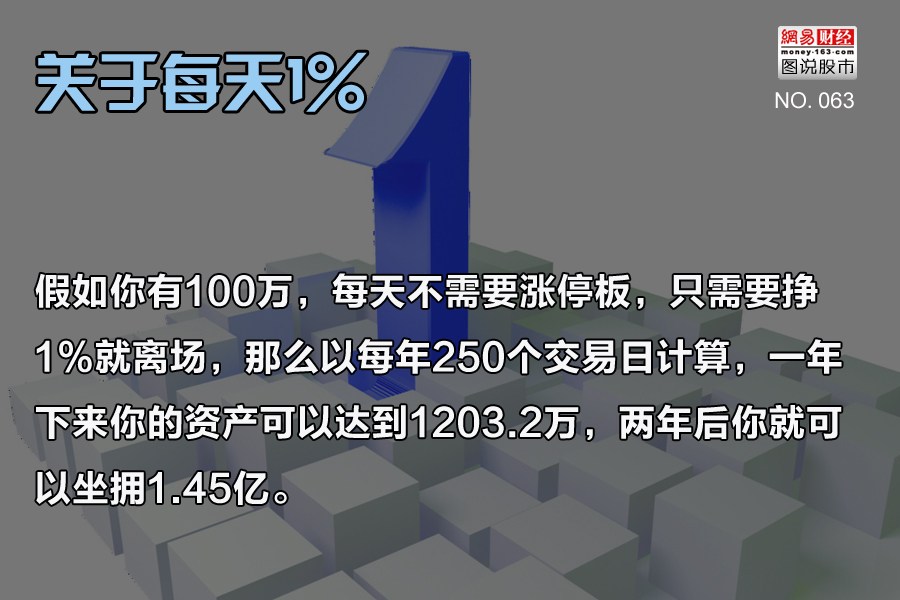 关于每天1%
網易财经
money·163·com
图说股市
NO. 063
假如你有100万，每天不需要涨停板，只需要挣
1%就离场，那么以每年250个交易日计算，一年
下来你的资产可以达到1203.2万，两年后你就可
以坐拥1.45亿。